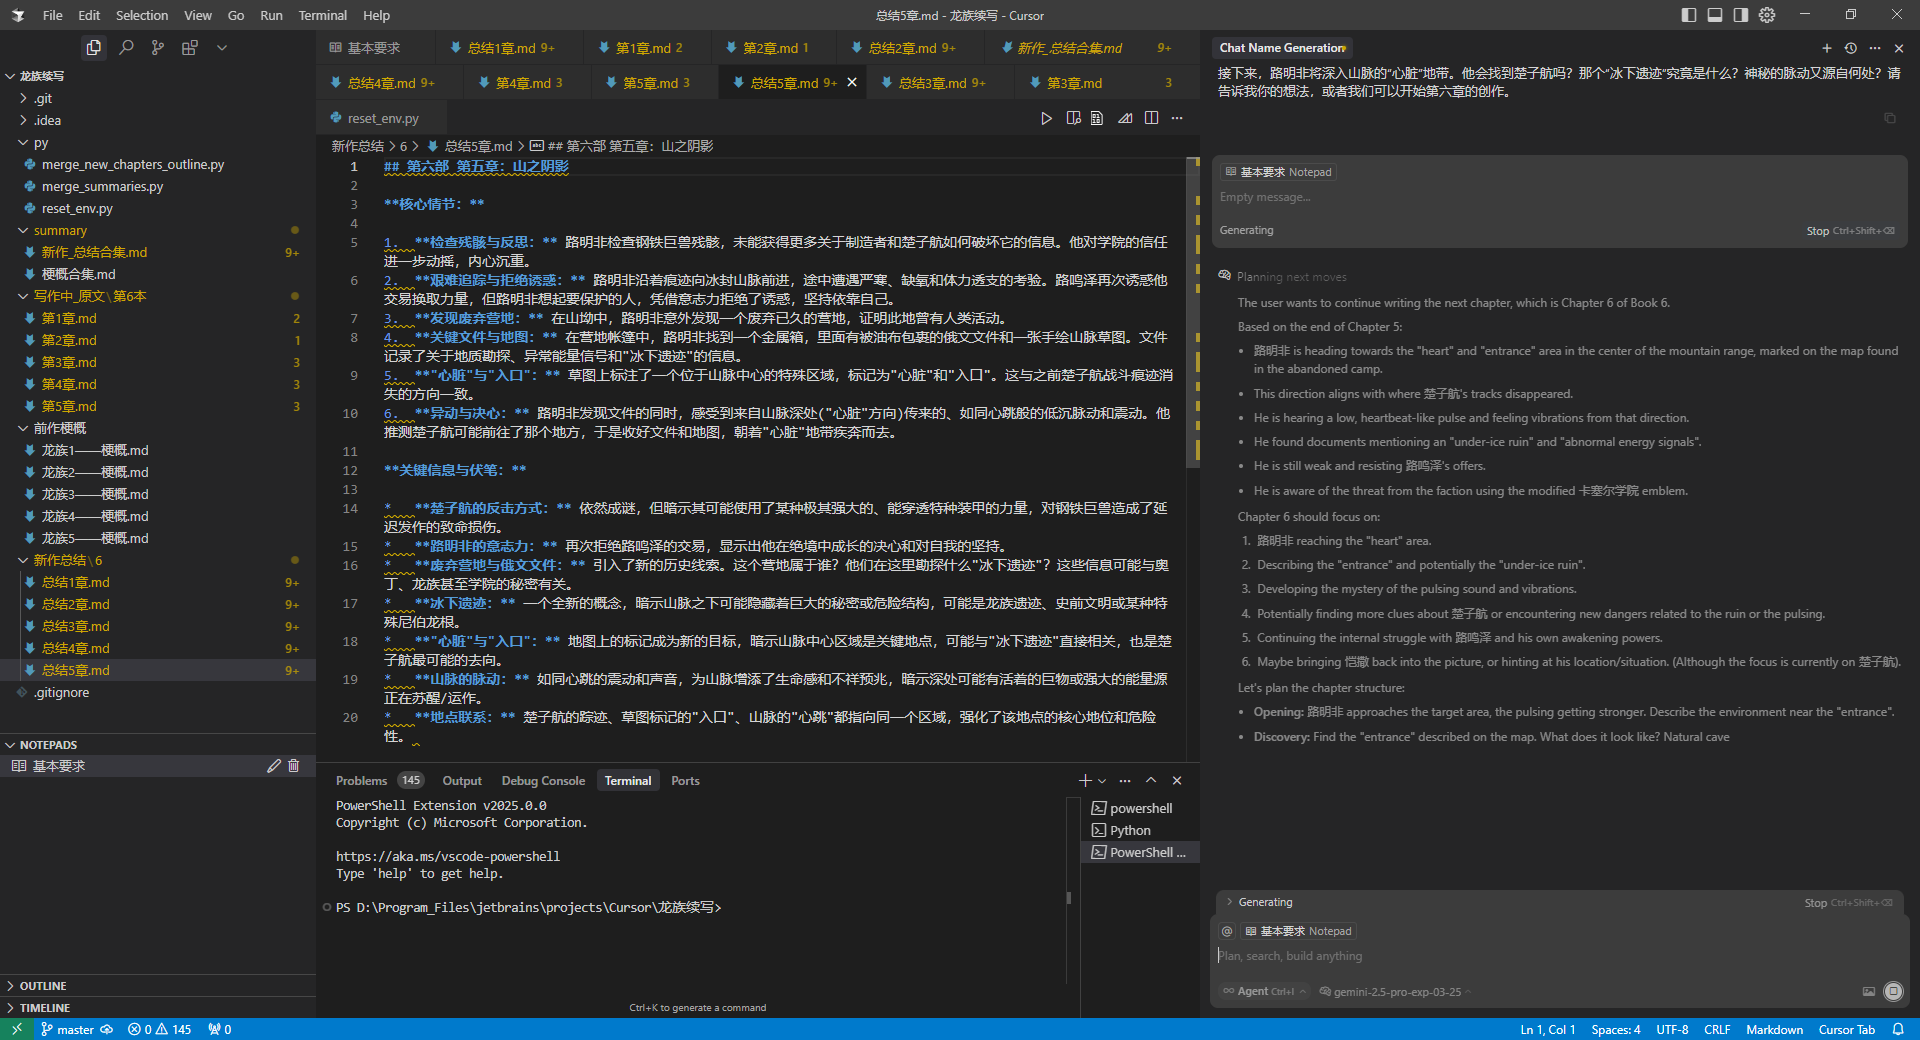 File Edit Selection View Go Run Terminal Help
总结5章.md - 龙族续写 - Cursor
龙族续写
.git
.idea
py
merge_new_chapters_outline.py
merge_summaries.py
reset_env.py
summary
新作_总结合集.md 9+
梗概合集.md
写作中_原文\第6本
第1章.md 2
第2章.md 1
第3章.md 3
第4章.md 3
第5章.md 3
前作梗概
龙族1——梗概.md
龙族2——梗概.md
龙族3——梗概.md
龙族4——梗概.md
龙族5——梗概.md
新作总结\6
总结1章.md 9+
总结2章.md 9+
总结3章.md 9+
总结4章.md 9+
总结5章.md 9+
.gitignore
NOTEPADS
基本要求
OUTLINE
TIMELINE
基本要求 总结1章.md 9+ 第1章.md 2 第2章.md 1 总结2章.md 9+ 新作_总结合集.md 9+
总结4章.md 9+ 第4章.md 3 第5章.md 3 总结5章.md 9+ 总结3章.md 9+ 第3章.md 3
reset_env.py
新作总结 > 6 > 总结5章.md > ## 第六部 第五章：山之阴影
1 ## 第六部 第五章：山之阴影
2
3 **核心情节：**
4
5 1. **检查残骸与反思：** 路明非检查钢铁巨兽残骸，未能获得更多关于制造者和楚子航如何破坏它的信息。他对学院的信任
进一步动摇，内心沉重。
6 2. **艰难追踪与拒绝诱惑：** 路明非沿着痕迹向冰封山脉前进，途中遭遇严寒、缺氧和体力透支的考验。路鸣泽再次诱惑他
交易换取力量，但路明非想起要保护的人，凭借意志力拒绝了诱惑，坚持依靠自己。
7 3. **发现废弃营地：** 在山坳中，路明非意外发现一个废弃已久的营地，证明此地曾有人类活动。
8 4. **关键文件与地图：** 在营地帐篷中，路明非找到一个金属箱，里面有被油布包裹的俄文文件和一张手绘山脉草图。文件
记录了关于地质勘探、异常能量信号和"冰下遗迹"的信息。
9 5. **"心脏"与"入口"：** 草图上标注了一个位于山脉中心的特殊区域，标记为"心脏"和"入口"。这与之前楚子航战斗痕迹消
失的方向一致。
10 6. **异动与决心：** 路明非发现文件的同时，感受到来自山脉深处("心脏"方向)传来的、如同心跳般的低沉脉动和震动。他
推测楚子航可能前往了那个地方，于是收好文件和地图，朝着"心脏"地带疾奔而去。
11
12 **关键信息与伏笔：**
13
14 * **楚子航的反击方式：** 依然成谜，但暗示其可能使用了某种极其强大的、能穿透特种装甲的力量，对钢铁巨兽造成了延
迟发作的致命损伤。
15 * **路明非的意志力：** 再次拒绝路鸣泽的交易，显示出他在绝境中成长的决心和对自我的坚持。
16 * **废弃营地与俄文文件：** 引入了新的历史线索。这个营地属于谁？他们在这里勘探什么"冰下遗迹"？这些信息可能与奥
丁、龙族甚至学院的秘密有关。
17 * **冰下遗迹：** 一个全新的概念，暗示山脉之下可能隐藏着巨大的秘密或危险结构，可能是龙族遗迹、史前文明或某种特
殊尼伯龙根。
18 * **"心脏"与"入口"：** 地图上的标记成为新的目标，暗示山脉中心区域是关键地点，可能与"冰下遗迹"直接相关，也是楚
子航最可能的去向。
19 * **山脉的脉动：** 如同心跳的震动和声音，为山脉增添了生命感和不祥预兆，暗示深处可能有活着的巨物或强大的能量源
正在苏醒/运作。
20 * **地点联系：** 楚子航的踪迹、草图标记的"入口"、山脉的"心跳"都指向同一个区域，强化了该地点的核心地位和危险
性。
Problems 145 Output Debug Console Terminal Ports
PowerShell Extension v2025.0.0
Copyright (c) Microsoft Corporation.
https://aka.ms/vscode-powershell
Type 'help' to get help.
PS D:\Program_Files\jetbrains\projects\Cursor\龙族续写>
Ctrl+K to generate a command
powershell
Python
PowerShell ...
Chat Name Generation
接下来，路明非将深入山脉的“心脏”地带。他会找到楚子航吗？那个“冰下遗迹”究竟是什么？神秘的脉动又源自何处？请
告诉我你的想法，或者我们可以开始第六章的创作。
基本要求 Notepad
Empty message...
Generating
Stop Ctrl+Shift+⌫
Planning next moves
The user wants to continue writing the next chapter, which is Chapter 6 of Book 6.
Based on the end of Chapter 5:
• 路明非 is heading towards the "heart" and "entrance" area in the center of the mountain range, marked on the map found
in the abandoned camp.
• This direction aligns with where 楚子航's tracks disappeared.
• He is hearing a low, heartbeat-like pulse and feeling vibrations from that direction.
• He found documents mentioning an "under-ice ruin" and "abnormal energy signals".
• He is still weak and resisting 路鸣泽's offers.
• He is aware of the threat from the faction using the modified 卡塞尔学院 emblem.
Chapter 6 should focus on:
1. 路明非 reaching the "heart" area.
2. Describing the "entrance" and potentially the "under-ice ruin".
3. Developing the mystery of the pulsing sound and vibrations.
4. Potentially finding more clues about 楚子航 or encountering new dangers related to the ruin or the pulsing.
5. Continuing the internal struggle with 路鸣泽 and his own awakening powers.
6. Maybe bringing 恺撒 back into the picture, or hinting at his location/situation. (Although the focus is currently on 楚子航).
Let's plan the chapter structure:
• Opening: 路明非 approaches the target area, the pulsing getting stronger. Describe the environment near the "entrance".
• Discovery: Find the "entrance" described on the map. What does it look like? Natural cave
Generating
Stop Ctrl+Shift+⌫
@ 基本要求 Notepad
Plan, search, build anything
Agent Ctrl+I gemini-2.5-pro-exp-03-25
master 0 145 0
Ln 1, Col 1 Spaces: 4 UTF-8 CRLF Markdown Cursor Tab